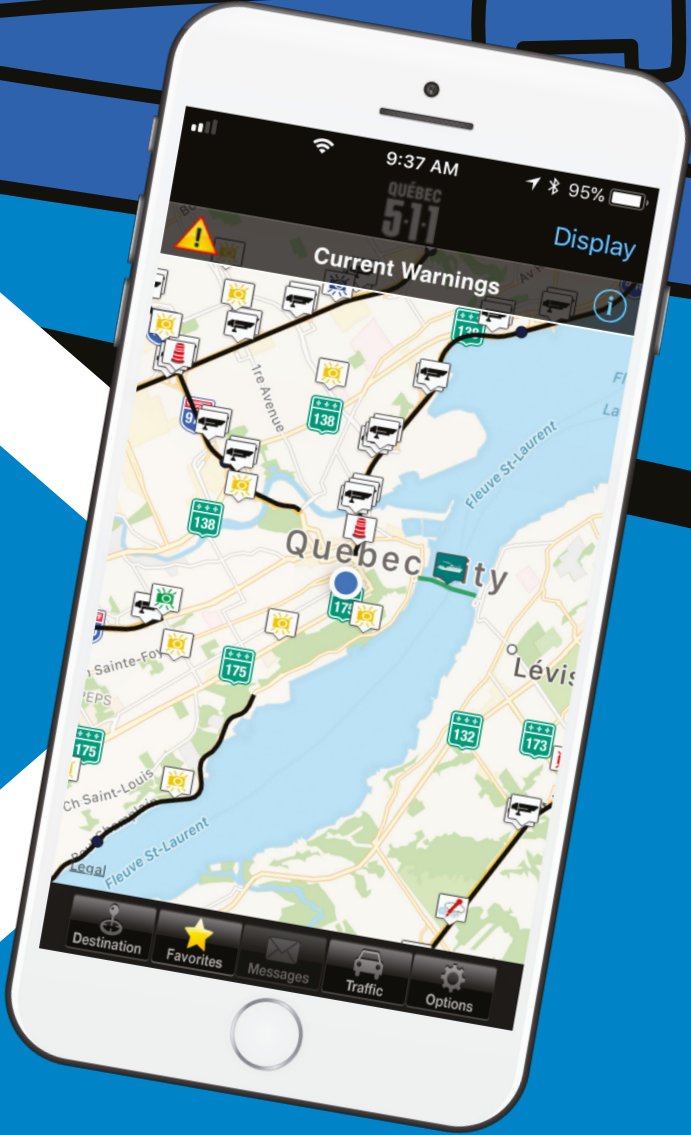 9:37 AM
95%
QUÉBEC
511
Display
Current Warnings
i
138
1re Avenue
138
Fleuve St-Laurent
138
Quebec City
175
Lévis
Sainte-Foy
PEPS
175
132
173
175
Ch Saint-Louis
Fleuve St-Laurent
Legal
Destination
Favorites
Messages
Traffic
Options